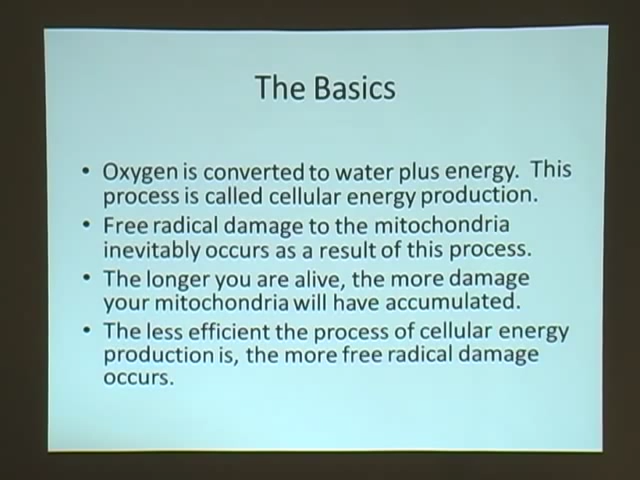 The Basics
• Oxygen is converted to water plus energy. This
process is called cellular energy production.
• Free radical damage to the mitochondria
inevitably occurs as a result of this process.
• The longer you are alive, the more damage
your mitochondria will have accumulated.
• The less efficient the process of cellular energy
production is, the more free radical damage
occurs.